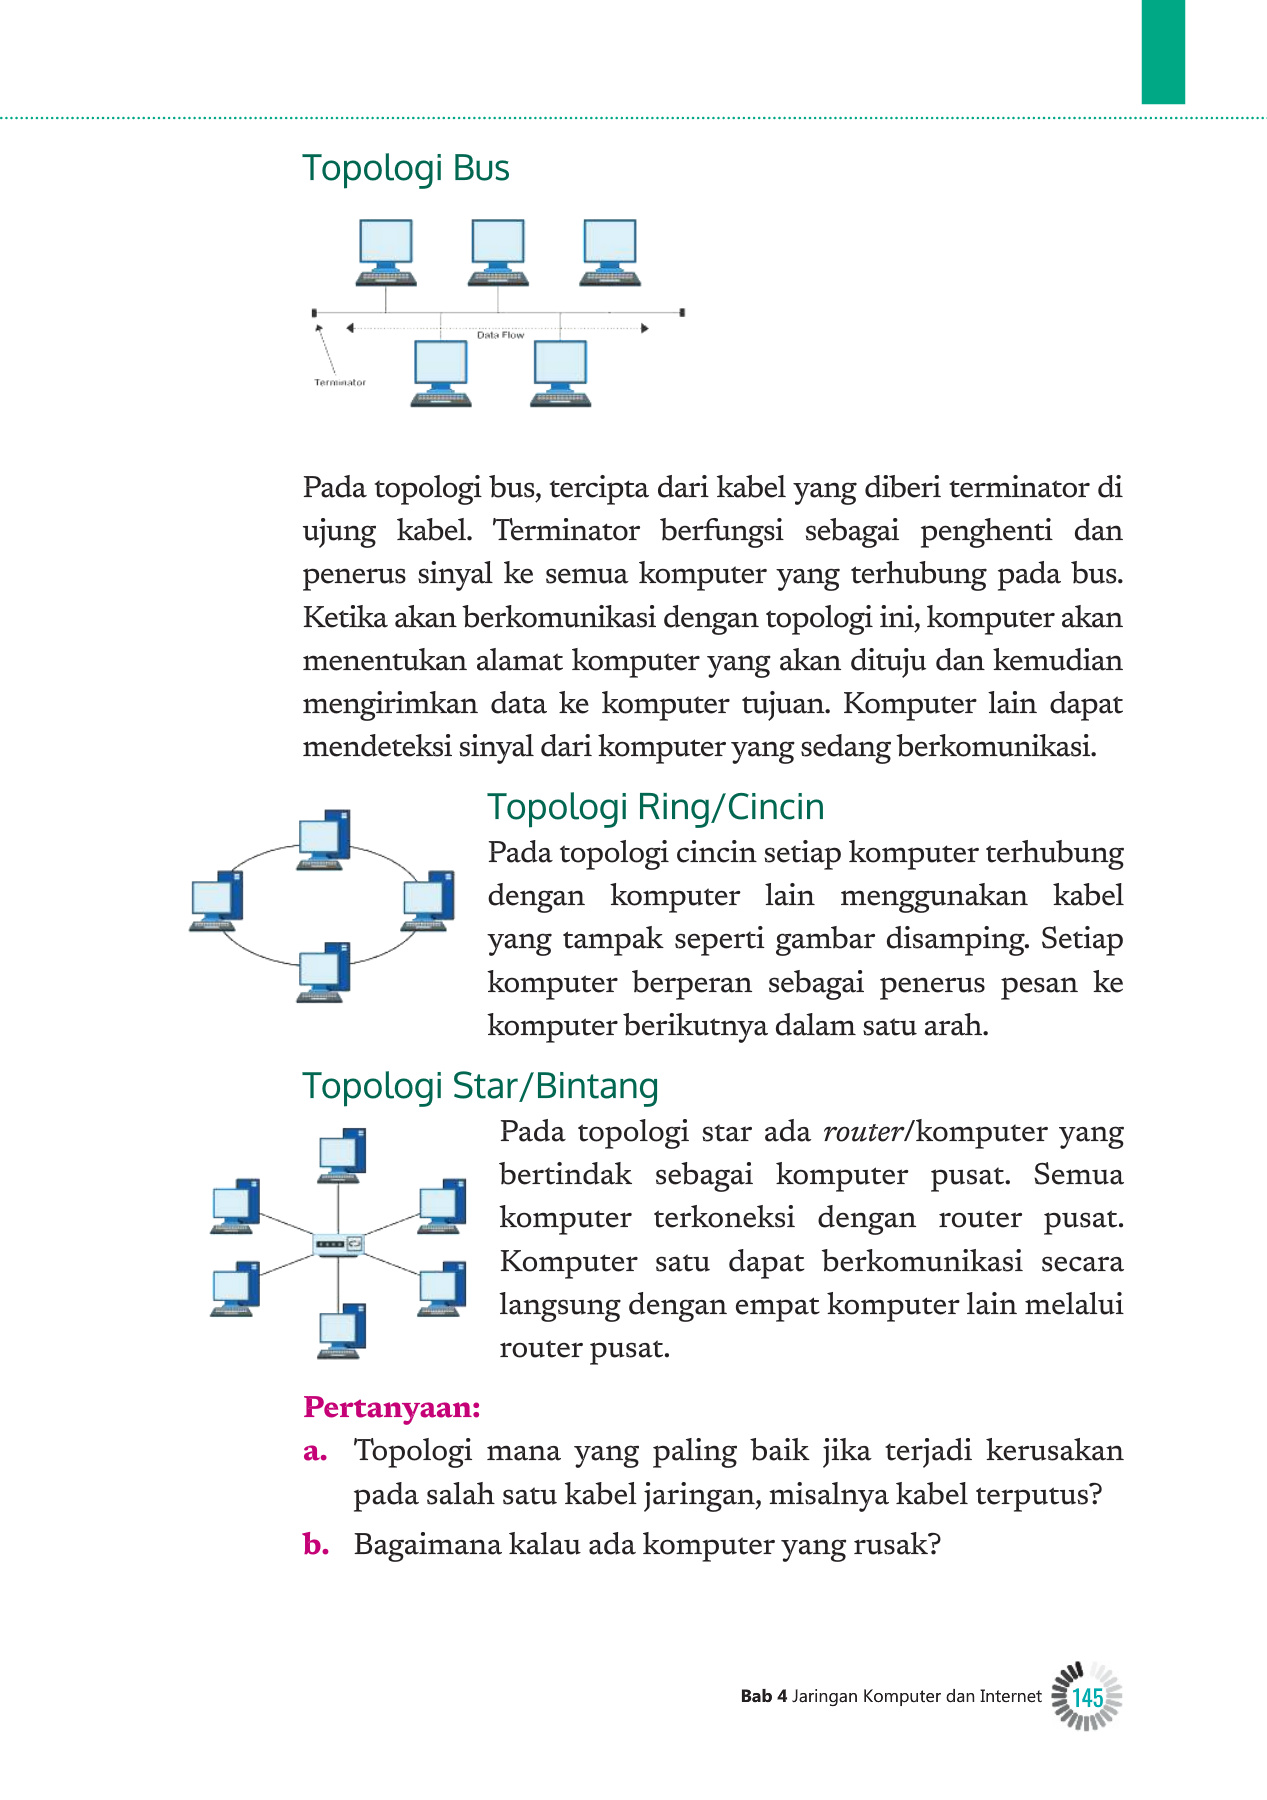 Topologi Bus
Data Flow
Terminator
Pada topologi bus, tercipta dari kabel yang diberi terminator di
ujung kabel. Terminator berfungsi sebagai penghenti dan
penerus sinyal ke semua komputer yang terhubung pada bus.
Ketika akan berkomunikasi dengan topologi ini, komputer akan
menentukan alamat komputer yang akan dituju dan kemudian
mengirimkan data ke komputer tujuan. Komputer lain dapat
mendeteksi sinyal dari komputer yang sedang berkomunikasi.
Topologi Ring/Cincin
Pada topologi cincin setiap komputer terhubung
dengan komputer lain menggunakan kabel
yang tampak seperti gambar disamping. Setiap
komputer berperan sebagai penerus pesan ke
komputer berikutnya dalam satu arah.
Topologi Star/Bintang
Pada topologi star ada router/komputer yang
bertindak sebagai komputer pusat. Semua
komputer terkoneksi dengan router pusat.
Komputer satu dapat berkomunikasi secara
langsung dengan empat komputer lain melalui
router pusat.
Pertanyaan:
a. Topologi mana yang paling baik jika terjadi kerusakan
pada salah satu kabel jaringan, misalnya kabel terputus?
b. Bagaimana kalau ada komputer yang rusak?
Bab 4 Jaringan Komputer dan Internet 145